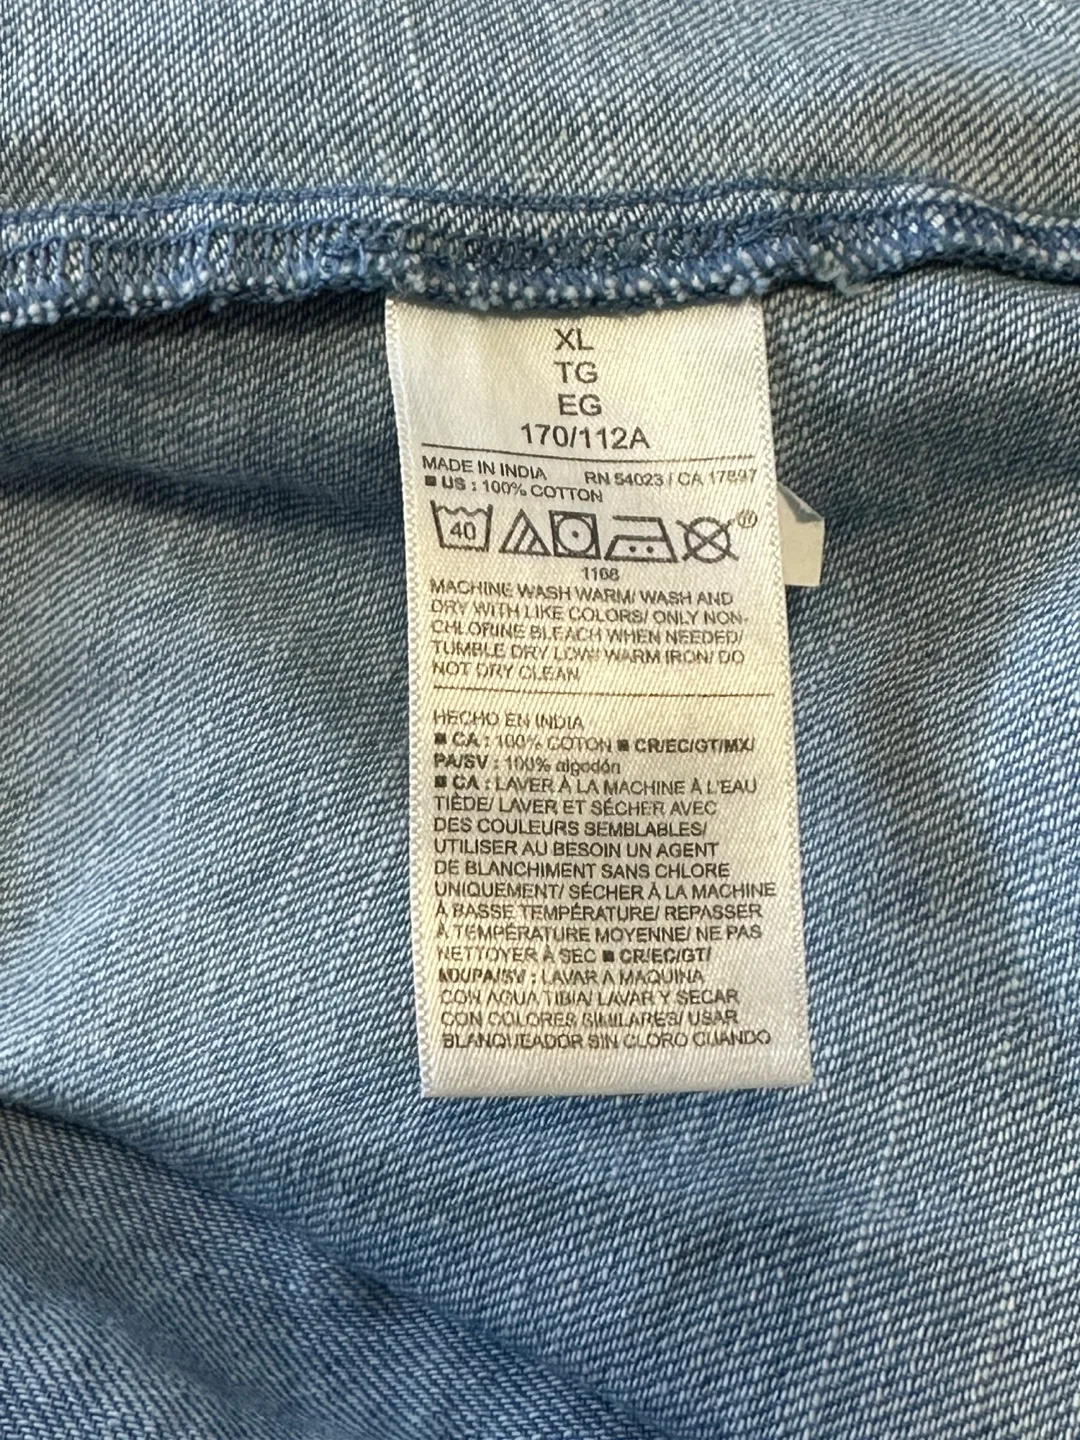 XL
TG
EG
170/112A
MADE IN INDIA RN 54023 / CA 17897
■ US : 100% COTTON
40
®
1168
MACHINE WASH WARM/ WASH AND
DRY WITH LIKE COLORS/ ONLY NON-
CHLORINE BLEACH WHEN NEEDED/
TUMBLE DRY LOW/ WARM IRON/ DO
NOT DRY CLEAN
HECHO EN INDIA
■ CA : 100% COTON ■ CR/EC/GT/MX/
PA/SV : 100% algodón
■ CA : LAVER À LA MACHINE À L'EAU
TIÈDE/ LAVER ET SÉCHER AVEC
DES COULEURS SEMBLABLES/
UTILISER AU BESOIN UN AGENT
DE BLANCHIMENT SANS CHLORE
UNIQUEMENT/ SÉCHER À LA MACHINE
À BASSE TEMPÉRATURE/ REPASSER
À TEMPÉRATURE MOYENNE/ NE PAS
NETTOYER À SEC ■ CR/EC/GT/
MX/PA/SV : LAVAR A MAQUINA
CON AGUA TIBIA/ LAVAR Y SECAR
CON COLORES SIMILARES/ USAR
BLANQUEADOR SIN CLORO CUANDO